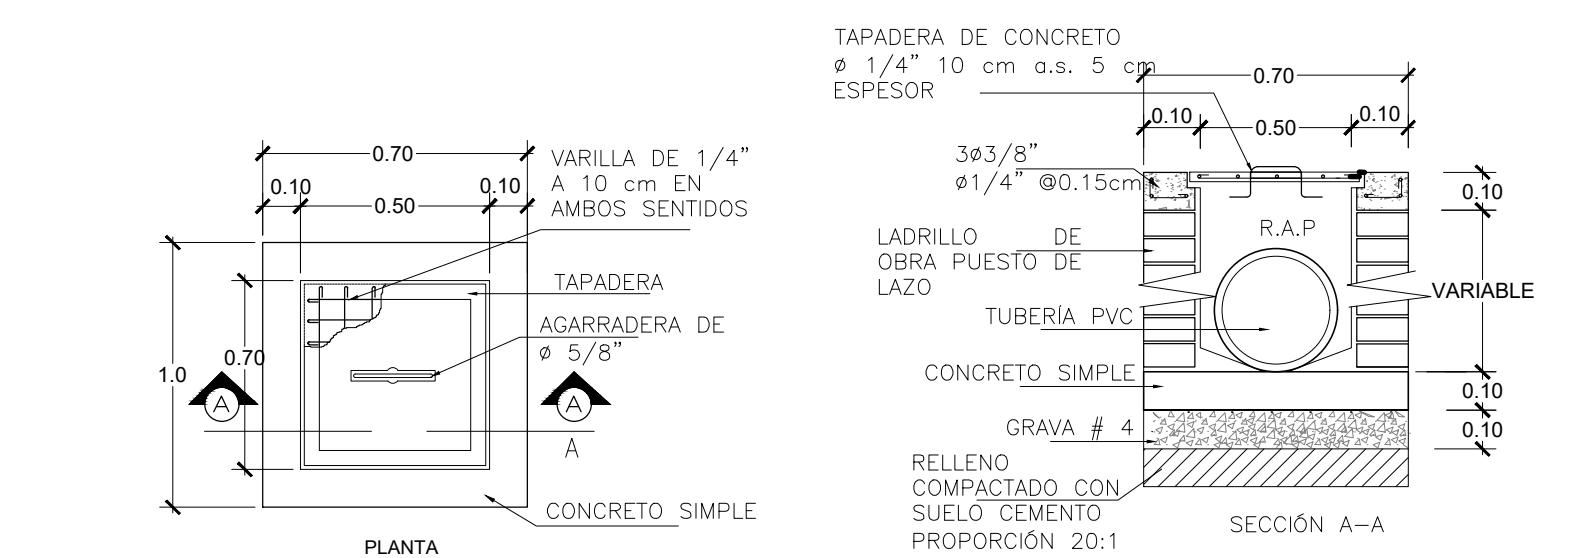 0.70
0.10
0.10
0.50
VARILLA DE 1/4"
A 10 cm EN
AMBOS SENTIDOS
TAPADERA
AGARRADERA DE
ø 5/8"
1.0
0.70
A
A
A
CONCRETO SIMPLE
PLANTA
TAPADERA DE CONCRETO
ø 1/4" 10 cm a.s. 5 cm
ESPESOR
0.70
0.10
0.50
0.10
3ø3/8"
ø1/4" @0.15cm
0.10
R.A.P
LADRILLO DE
OBRA PUESTO DE
LAZO
VARIABLE
TUBERÍA PVC
CONCRETO SIMPLE
0.10
GRAVA # 4
0.10
RELLENO
COMPACTADO CON
SUELO CEMENTO
PROPORCIÓN 20:1
SECCIÓN A-A